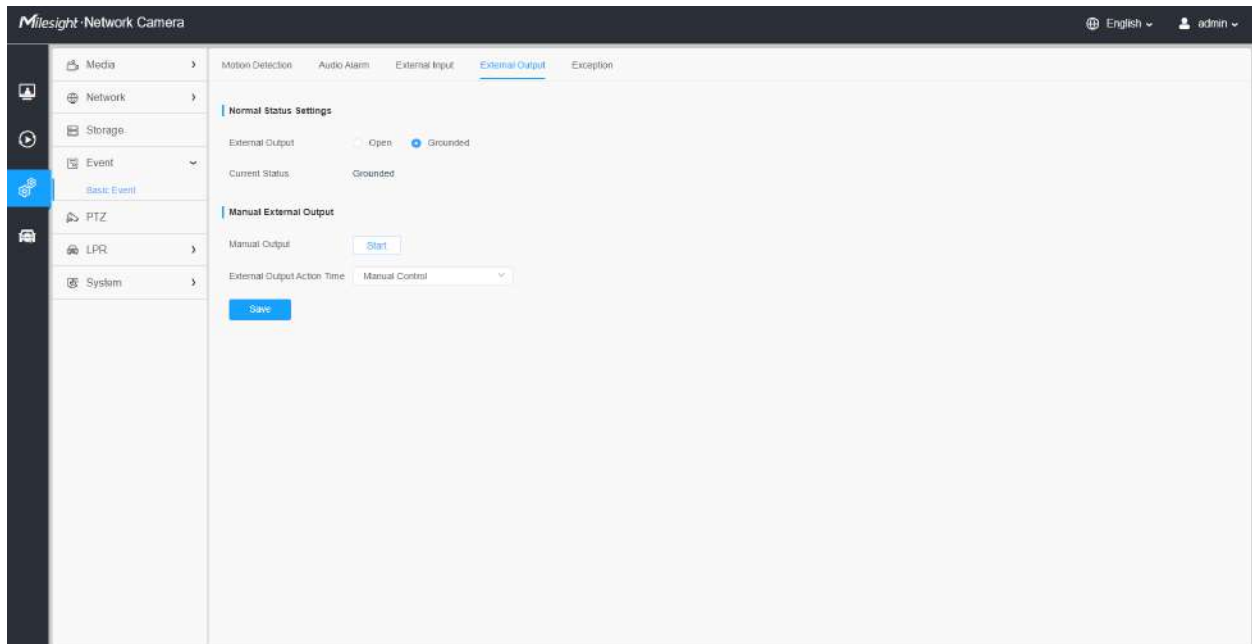 Milesight · Network Camera
English
admin
Media
Network
Storage
Event
Basic Event
PTZ
LPR
System
Motion Detection
Audio Alarm
External Input
External Output
Exception
Normal Status Settings
External Output Open Grounded
Current Status Grounded
Manual External Output
Manual Output Start
External Output Action Time Manual Control
Save